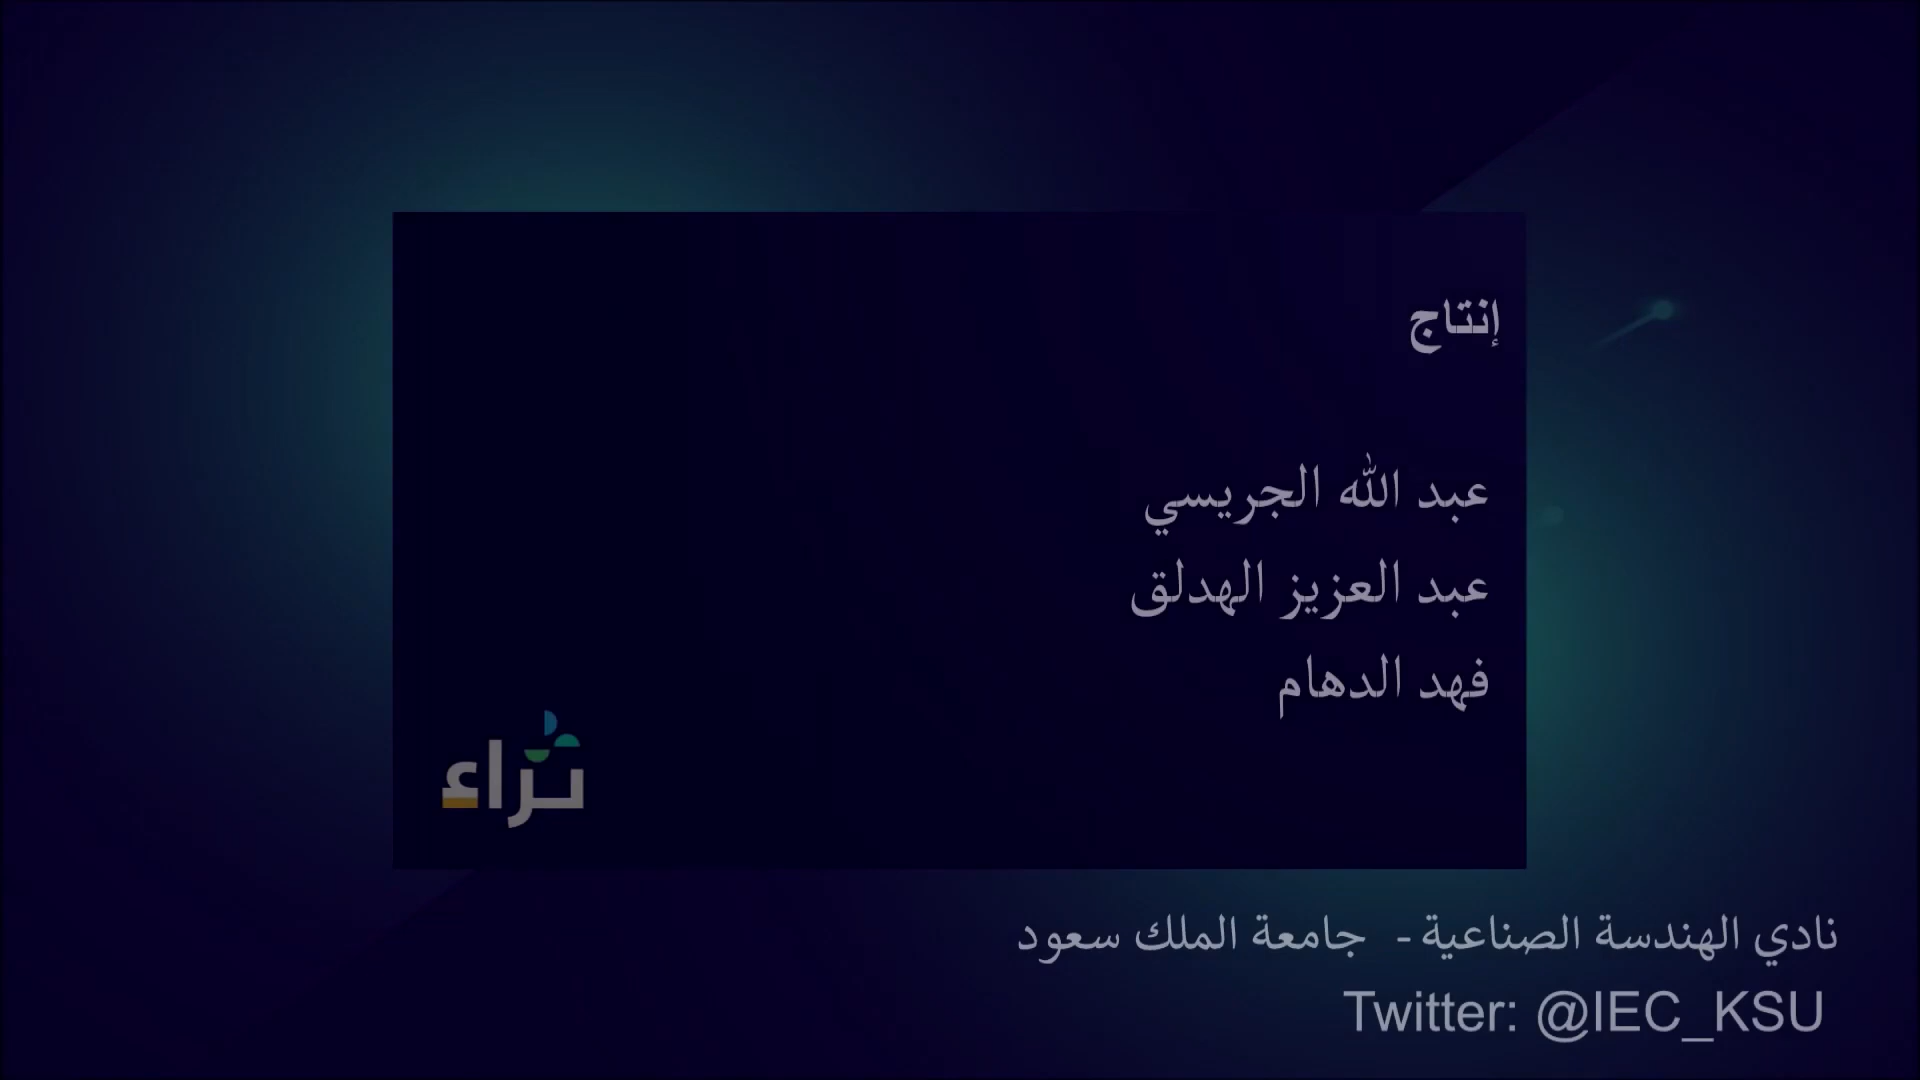 إنتاج
عبد الله الجريسي
عبد العزيز الهدلق
فهد الدهام
ثراء
نادي الهندسة الصناعية - جامعة الملك سعود
Twitter: @IEC_KSU